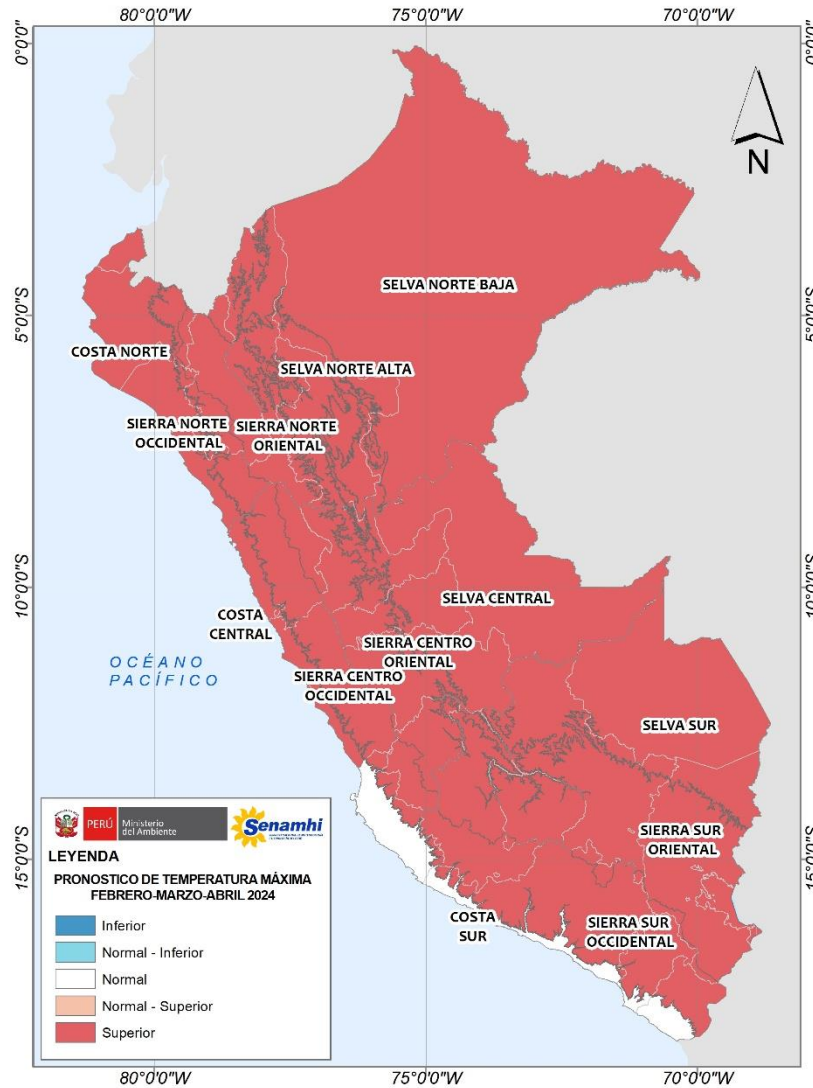 80°0'0"W 75°0'0"W 70°0'0"W
0°0'0"
0°0'0"
N
SELVA NORTE BAJA
5°0'0"S
5°0'0"S
COSTA NORTE
SELVA NORTE ALTA
SIERRA NORTE
OCCIDENTAL
SIERRA NORTE
ORIENTAL
10°0'0"S
10°0'0"S
SELVA CENTRAL
COSTA
CENTRAL
SIERRA CENTRO
ORIENTAL
OCÉANO
PACÍFICO
SIERRA CENTRO
OCCIDENTAL
SELVA SUR
SIERRA SUR
ORIENTAL
15°0'0"S
15°0'0"S
COSTA
SUR
SIERRA SUR
OCCIDENTAL
PERÚ
Ministerio
del Ambiente
Senamhi
LEYENDA
PRONOSTICO DE TEMPERATURA MÁXIMA
FEBRERO-MARZO-ABRIL 2024
Inferior
Normal - Inferior
Normal
Normal - Superior
Superior
80°0'0"W 75°0'0"W 70°0'0"W